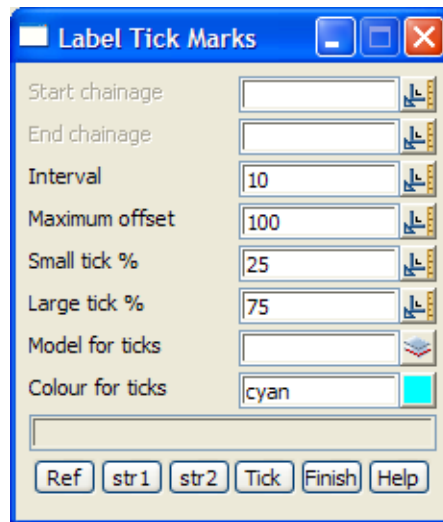 Label Tick Marks
Start chainage
End chainage
Interval 10
Maximum offset 100
Small tick % 25
Large tick % 75
Model for ticks
Colour for ticks cyan
Ref str1 str2 Tick Finish Help